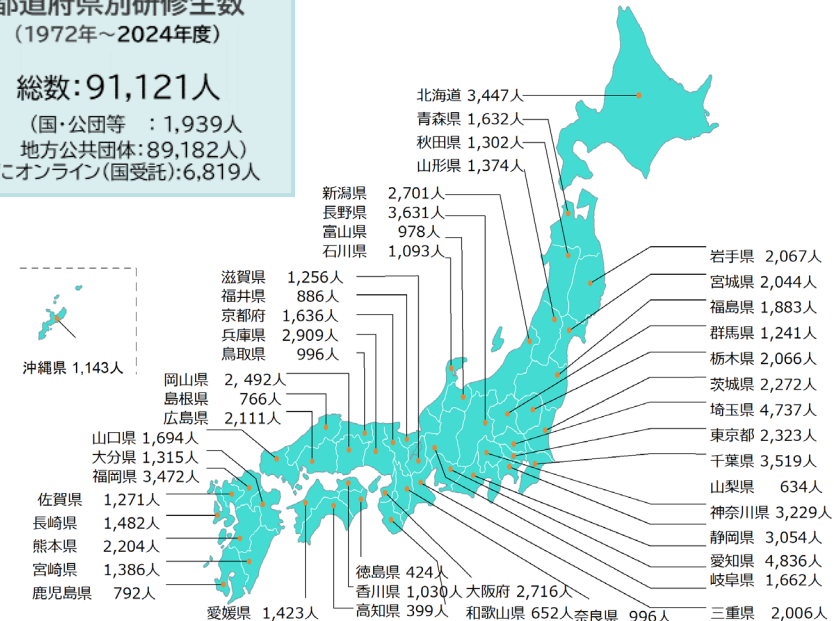 都道府県別研修生数
(1972年～2024年度)
総数：91,121人
(国・公団等　：1,939人
地方公共団体：89,182人)
にオンライン(国受託)：6,819人
北海道 3,447人
青森県 1,632人
秋田県 1,302人
山形県 1,374人
新潟県 2,701人
長野県 3,631人
富山県 978人
石川県 1,093人
滋賀県 1,256人
福井県 886人
京都府 1,636人
兵庫県 2,909人
鳥取県 996人
岡山県 2, 492人
島根県 766人
広島県 2,111人
山口県 1,694人
大分県 1,315人
福岡県 3,472人
佐賀県 1,271人
長崎県 1,482人
熊本県 2,204人
宮崎県 1,386人
鹿児島県 792人
沖縄県 1,143人
岩手県 2,067人
宮城県 2,044人
福島県 1,883人
群馬県 1,241人
栃木県 2,066人
茨城県 2,272人
埼玉県 4,737人
東京都 2,323人
千葉県 3,519人
山梨県 634人
神奈川県 3,229人
静岡県 3,054人
愛知県 4,836人
岐阜県 1,662人
三重県 2,006人
徳島県 424人
香川県 1,030人
高知県 399人
愛媛県 1,423人
大阪府 2,716人
和歌山県 652人
奈良県 996人